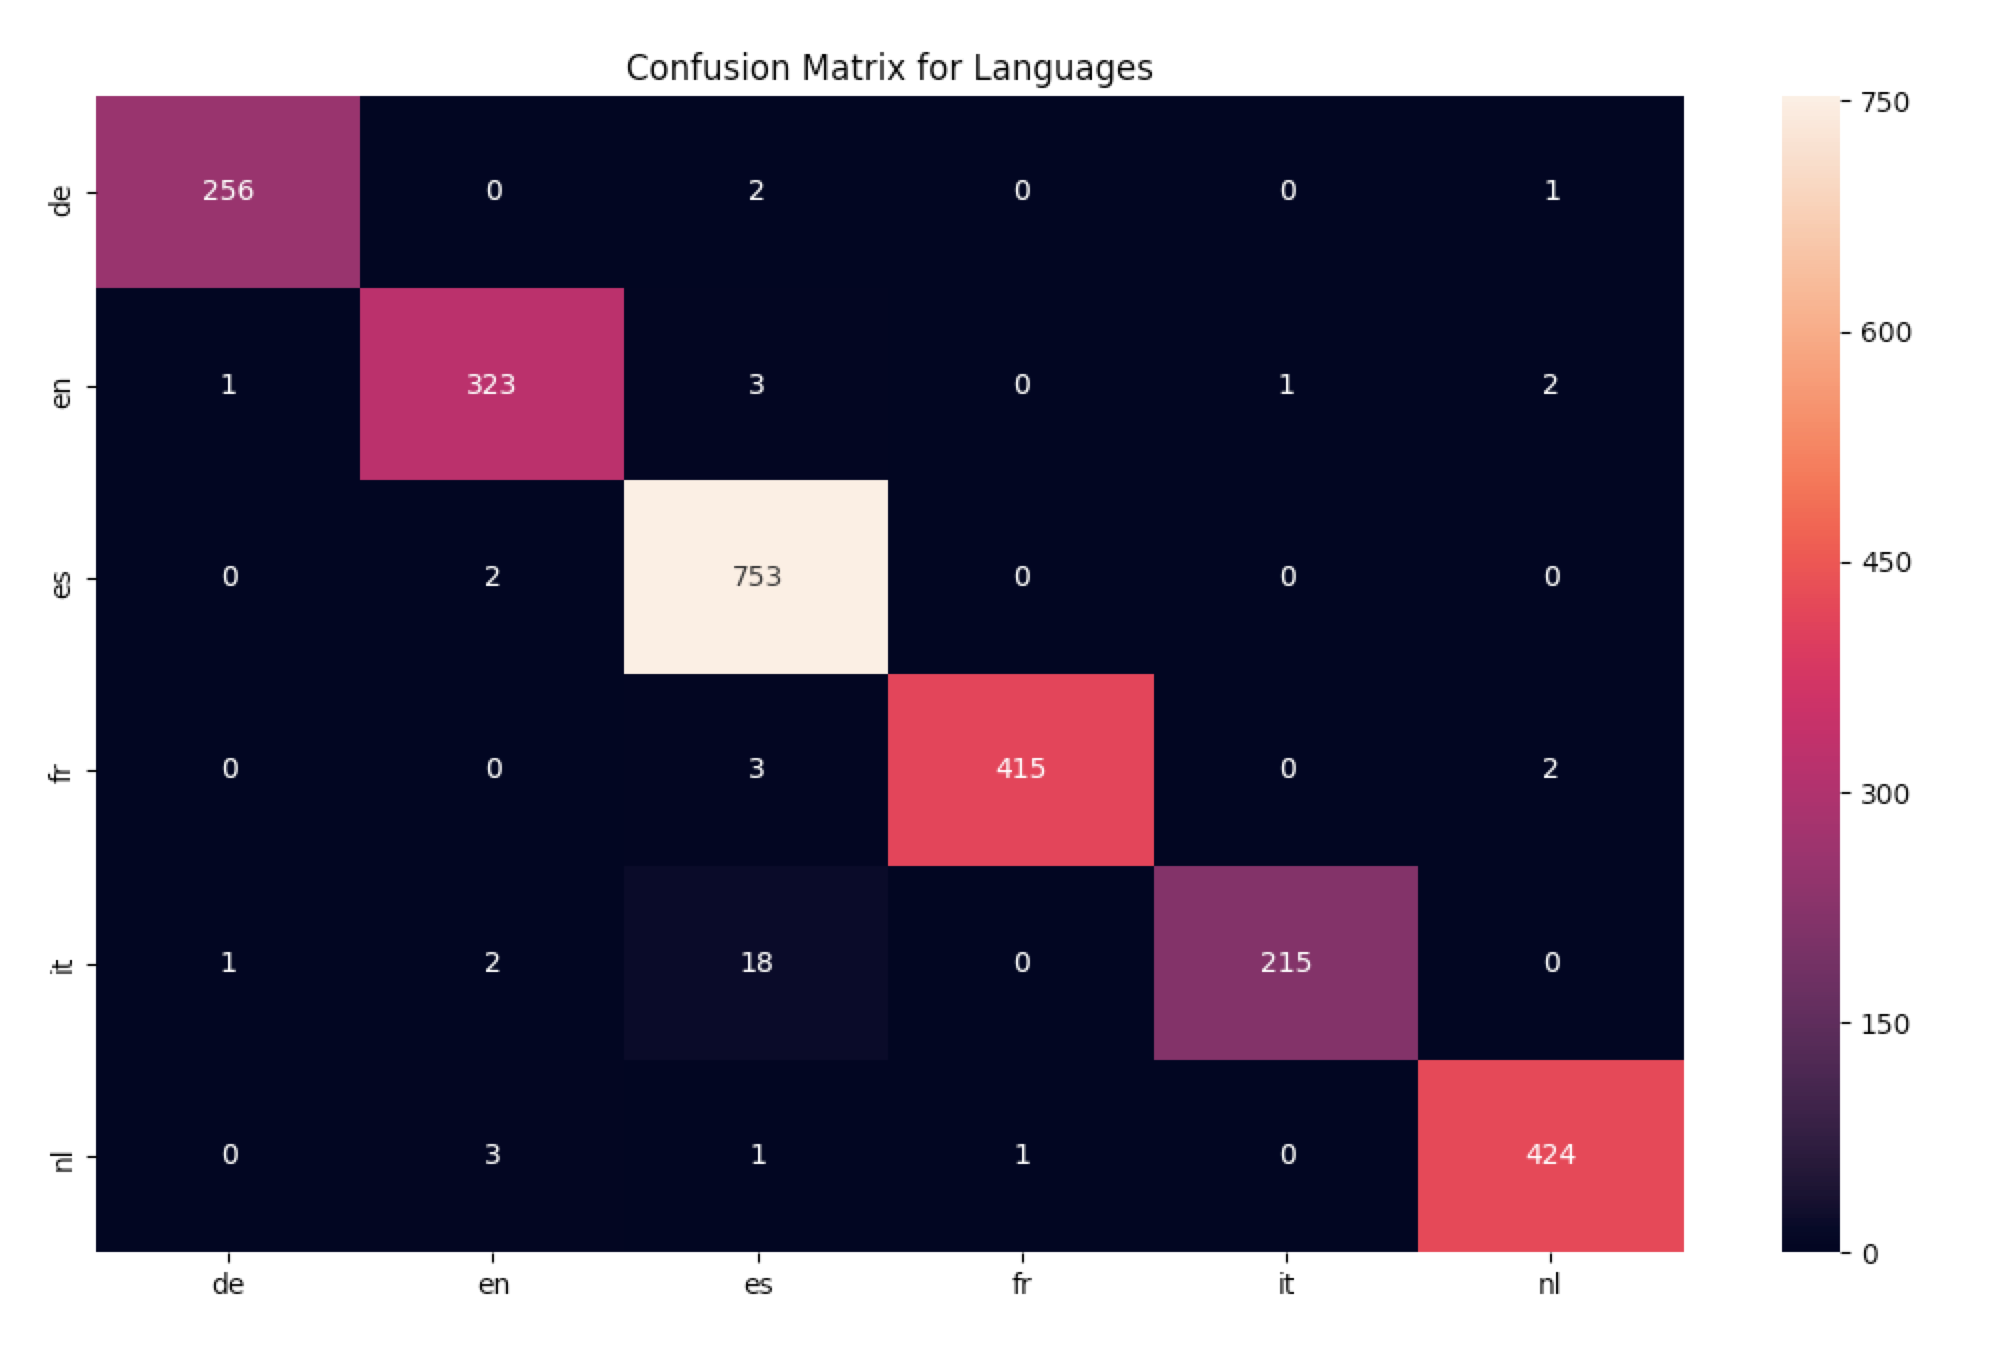 Confusion Matrix for Languages
de 256 0 2 0 0 1
en 1 323 3 0 1 2
es 0 2 753 0 0 0
fr 0 0 3 415 0 2
it 1 2 18 0 215 0
nl 0 3 1 1 0 424
de en es fr it nl
750
600
450
300
150
0